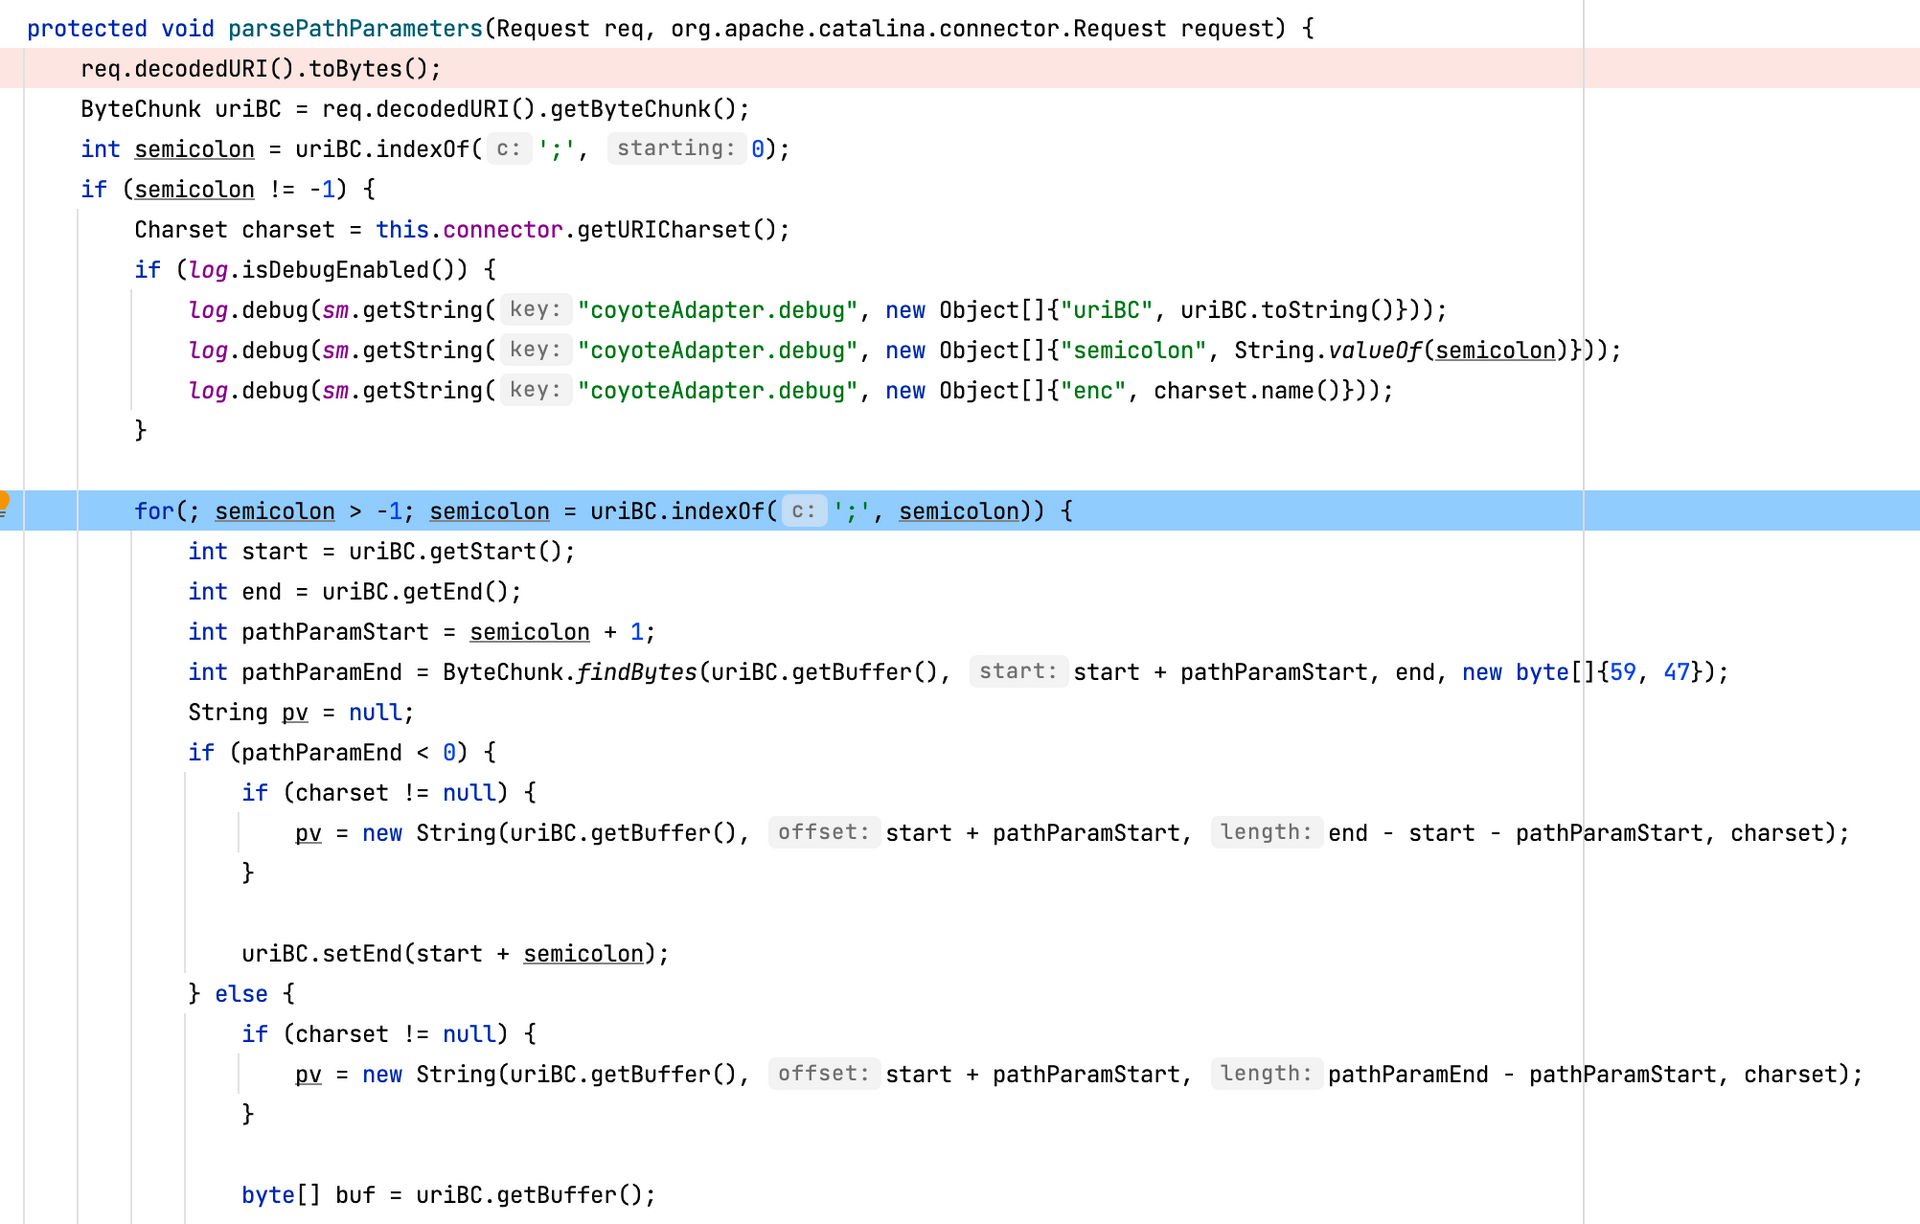 protected void parsePathParameters(Request req, org.apache.catalina.connector.Request request) {
req.decodedURI().toBytes();
ByteChunk uriBC = req.decodedURI().getByteChunk();
int semicolon = uriBC.indexOf( c: ';', starting: 0);
if (semicolon != -1) {
Charset charset = this.connector.getURICharset();
if (log.isDebugEnabled()) {
log.debug(sm.getString( key: "coyoteAdapter.debug", new Object[]{"uriBC", uriBC.toString()}));
log.debug(sm.getString( key: "coyoteAdapter.debug", new Object[]{"semicolon", String.valueOf(semicolon)}));
log.debug(sm.getString( key: "coyoteAdapter.debug", new Object[]{"enc", charset.name()}));
}
for(; semicolon > -1; semicolon = uriBC.indexOf( c: ';', semicolon)) {
int start = uriBC.getStart();
int end = uriBC.getEnd();
int pathParamStart = semicolon + 1;
int pathParamEnd = ByteChunk.findBytes(uriBC.getBuffer(), start: start + pathParamStart, end, new byte[]{59, 47});
String pv = null;
if (pathParamEnd < 0) {
if (charset != null) {
pv = new String(uriBC.getBuffer(), offset: start + pathParamStart, length: end - start - pathParamStart, charset);
}
uriBC.setEnd(start + semicolon);
} else {
if (charset != null) {
pv = new String(uriBC.getBuffer(), offset: start + pathParamStart, length: pathParamEnd - pathParamStart, charset);
}
byte[] buf = uriBC.getBuffer();